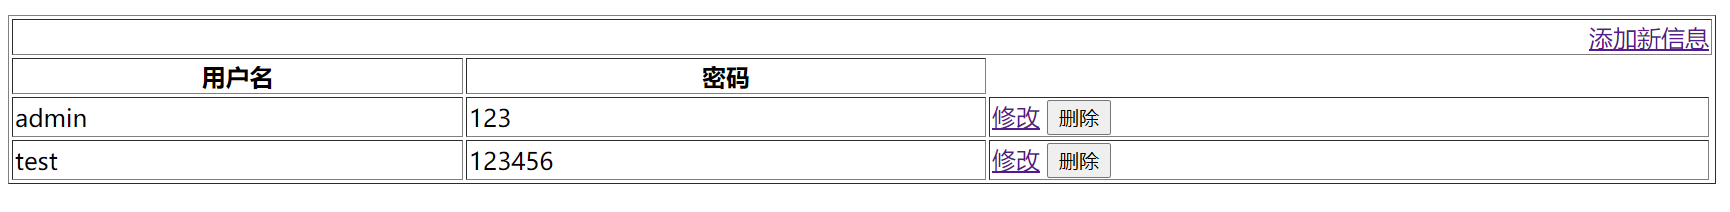 添加新信息
用户名 密码
admin 123 修改 删除
test 123456 修改 删除